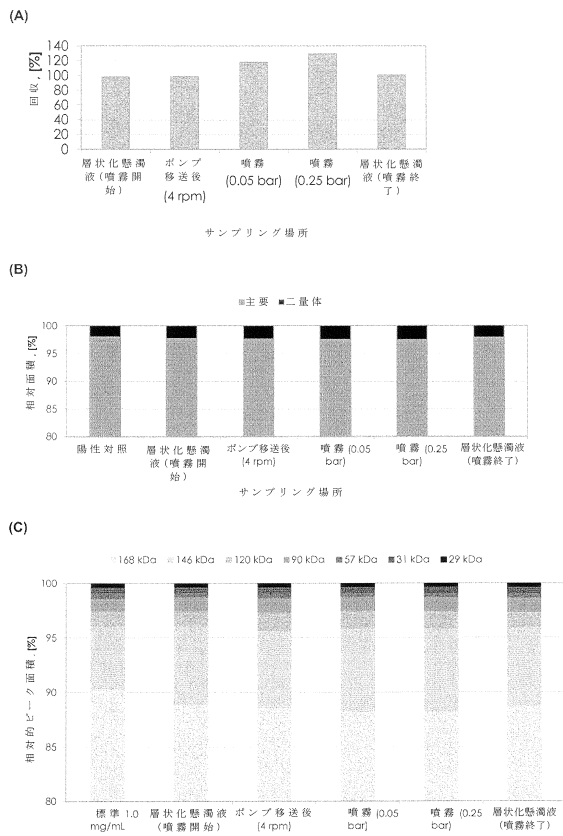 (A)
回収, [%]
140
120
100
80
60
40
20
0
層状化懸濁
液(噴霧開
始)
ポンプ
移送後
(4 rpm)
噴霧
(0.05 bar)
噴霧
(0.25 bar)
層状化懸濁
液(噴霧終
了)
サンプリング場所
(B)
主要 二量体
相対面積, [%]
100
95
90
85
80
陽性対照
層状化懸濁
液(噴霧開
始)
ポンプ移送後
(4 rpm)
噴霧 (0.05
bar)
噴霧 (0.25
bar)
層状化懸濁液
(噴霧終了)
サンプリング場所
(C)
168 kDa 146 kDa 120 kDa 90 kDa 57 kDa 31 kDa 29 kDa
相対的ピーク面積, [%]
100
95
90
85
80
標準 1.0
mg/mL
層状化懸濁液
(噴霧開始)
ポンプ移送後
(4 rpm)
噴霧 (0.05
bar)
噴霧 (0.25
bar)
層状化懸濁液
(噴霧終了)